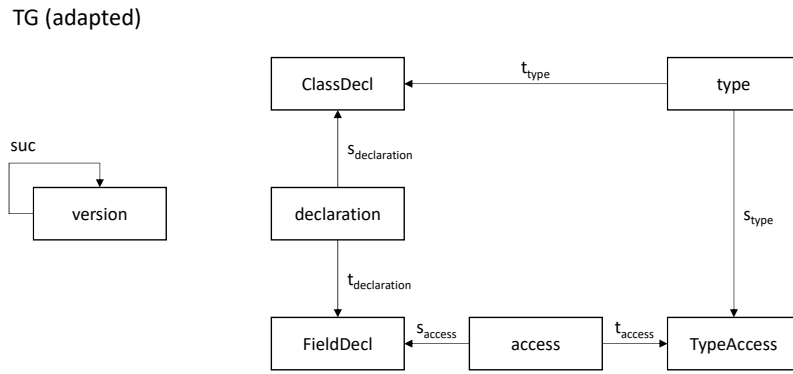 TG (adapted)
ClassDecl
t_type
type
suc
s_declaration
version
declaration
s_type
t_declaration
FieldDecl
s_access
access
t_access
TypeAccess